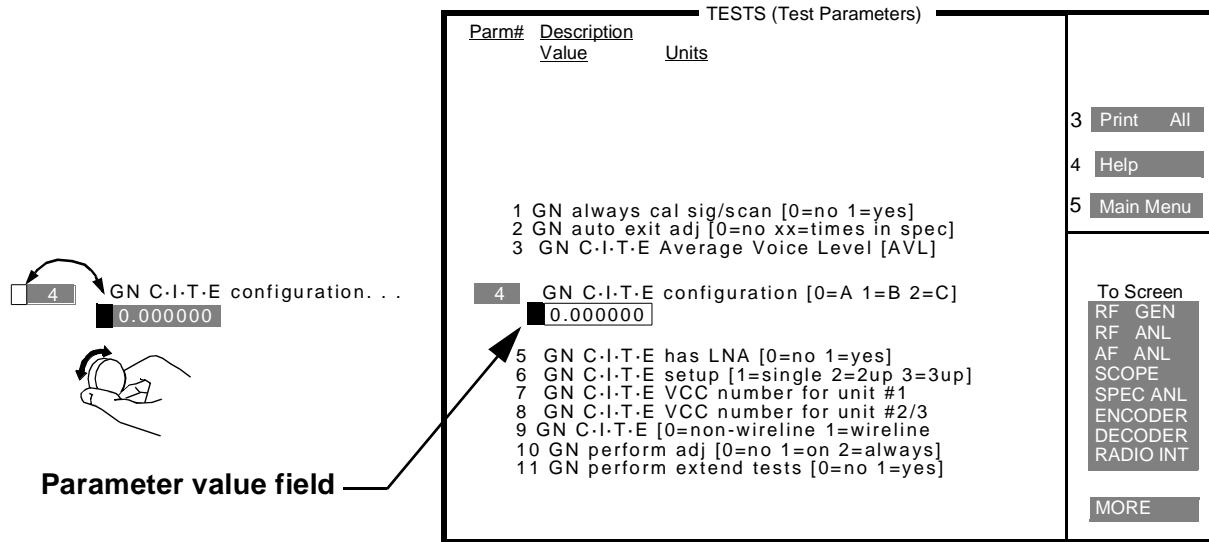 TESTS (Test Parameters)
Parm# Description
Value Units
3 Print All
4 Help
5 Main Menu
1 GN always cal sig/scan [0=no 1=yes]
2 GN auto exit adj [0=no xx=times in spec]
3 GN C·I·T·E Average Voice Level [AVL]
4 GN C·I·T·E configuration. . .
0.000000
4 GN C·I·T·E configuration [0=A 1=B 2=C]
0.000000
5 GN C·I·T·E has LNA [0=no 1=yes]
6 GN C·I·T·E setup [1=single 2=2up 3=3up]
7 GN C·I·T·E VCC number for unit #1
8 GN C·I·T·E VCC number for unit #2/3
9 GN C·I·T·E [0=non-wireline 1=wireline
10 GN perform adj [0=no 1=on 2=always]
11 GN perform extend tests [0=no 1=yes]
Parameter value field
To Screen
RF GEN
RF ANL
AF ANL
SCOPE
SPEC ANL
ENCODER
DECODER
RADIO INT
MORE